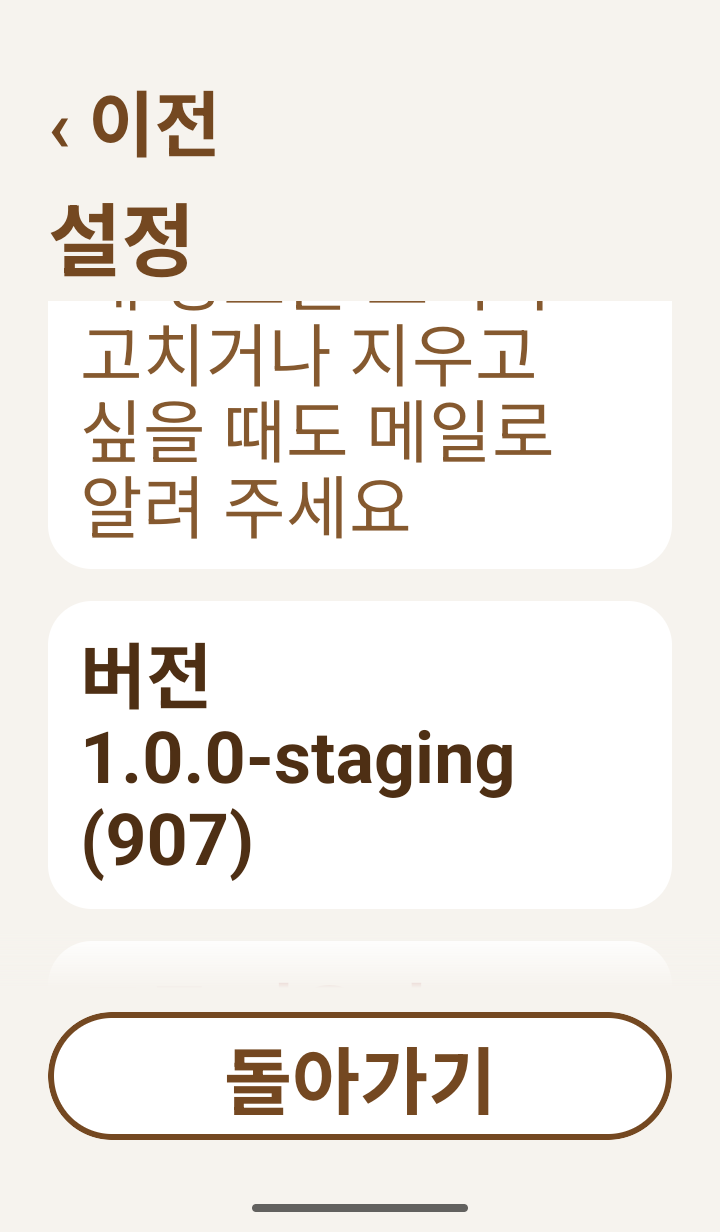 ‹ 이전
설정
고치거나 지우고
싶을 때도 메일로
알려 주세요
버전
1.0.0-staging
(907)
돌아가기